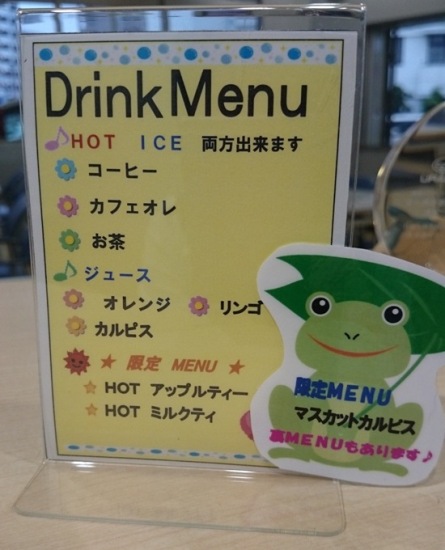 Drink Menu
HOT ICE 両方出来ます
コーヒー
カフェオレ
お茶
ジュース
オレンジ リンゴ
カルピス
★ 限定 MENU ★
HOT アップルティー
HOT ミルクティ
限定MENU
マスカットカルピス
裏MENUもあります♪